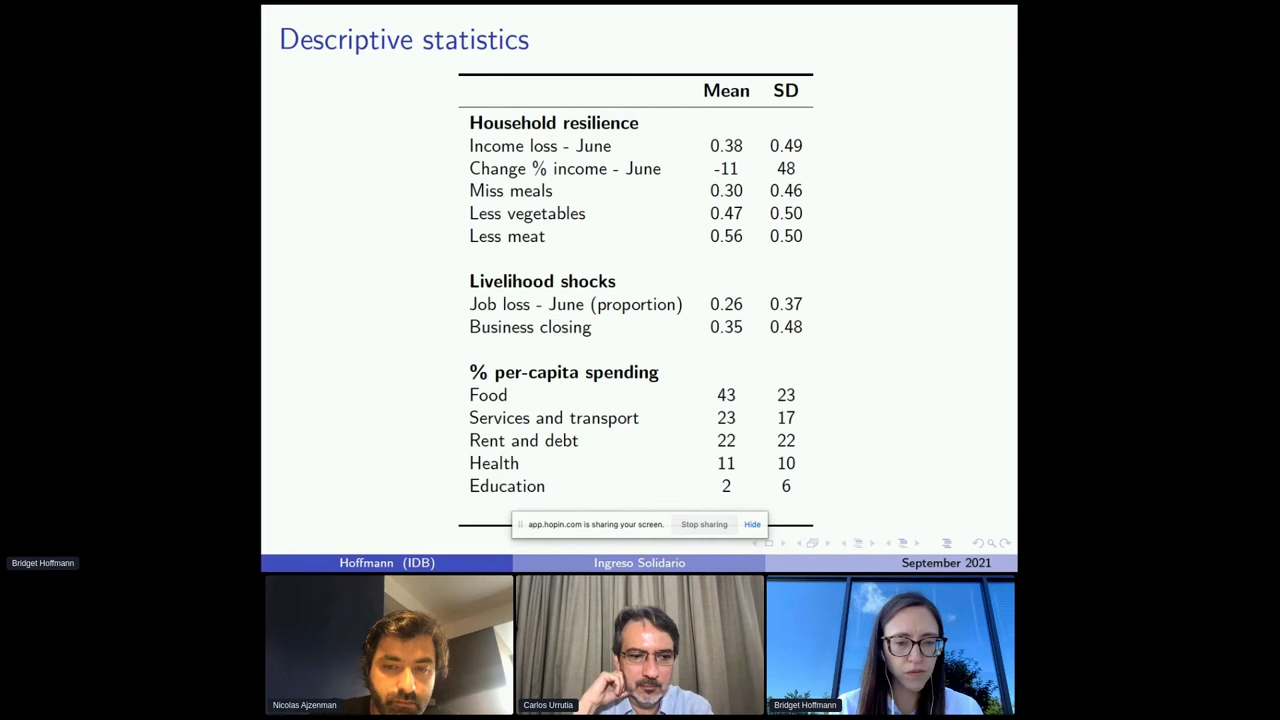 Descriptive statistics
Mean SD
Household resilience
Income loss - June 0.38 0.49
Change % income - June -11 48
Miss meals 0.30 0.46
Less vegetables 0.47 0.50
Less meat 0.56 0.50
Livelihood shocks
Job loss - June (proportion) 0.26 0.37
Business closing 0.35 0.48
% per-capita spending
Food 43 23
Services and transport 23 17
Rent and debt 22 22
Health 11 10
Education 2 6
app.hopin.com is sharing your screen. Stop sharing Hide
Bridget Hoffmann
Hoffmann (IDB) Ingreso Solidario September 2021
Nicolas Ajzenman Carlos Urrutia Bridget Hoffmann